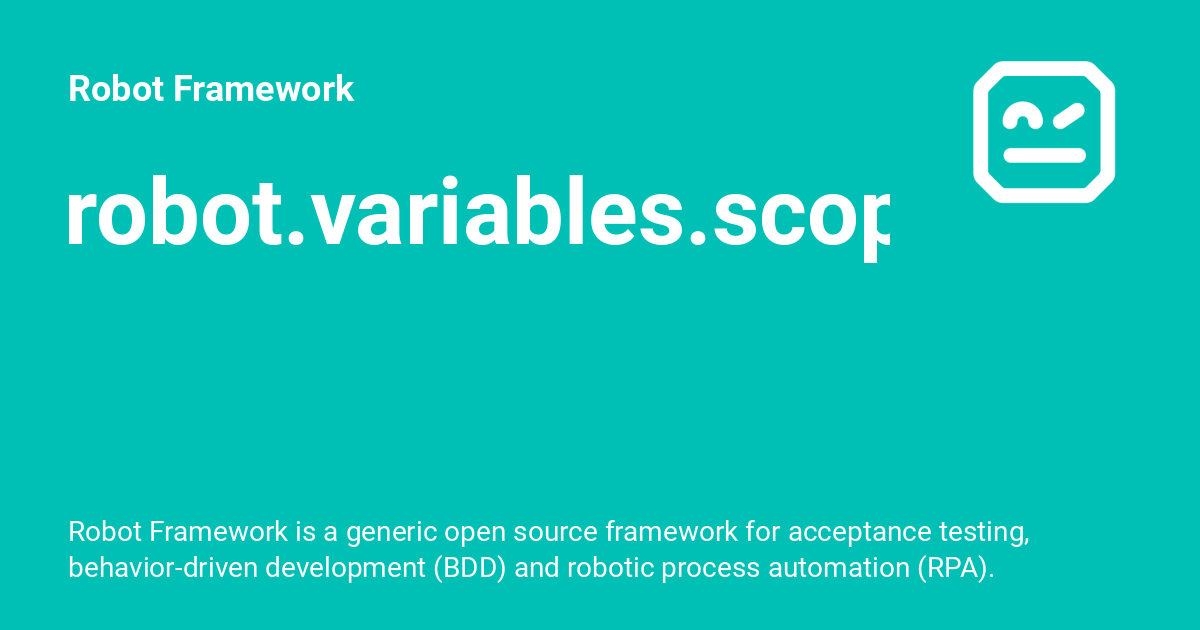 Robot Framework
robot.variables.scop
Robot Framework is a generic open source framework for acceptance testing,
behavior-driven development (BDD) and robotic process automation (RPA).